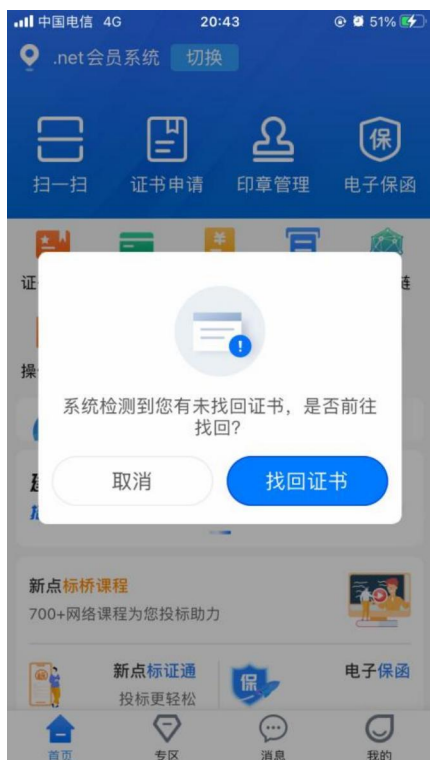 中国电信 4G 20:43 51%
.net会员系统 切换
扫一扫 证书申请 印章管理 电子保函
保
证 链
操
系统检测到您有未找回证书，是否前往
找回?
取消 找回证书
新点标桥课程
700+网络课程为您投标助力
新点标证通 电子保函
投标更轻松
保
首页 专区 消息 我的